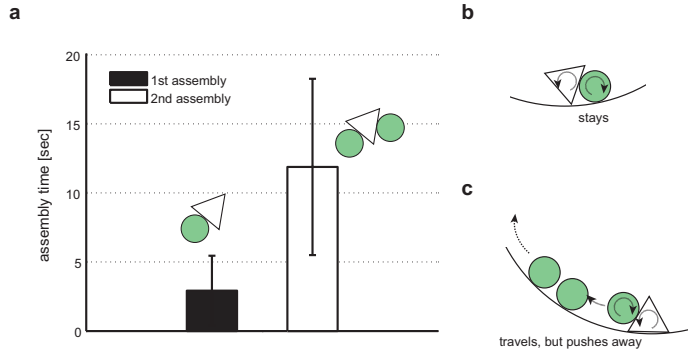 a
20
15
10
5
0
assembly time [sec]
1st assembly
2nd assembly
b
stays
c
travels, but pushes away